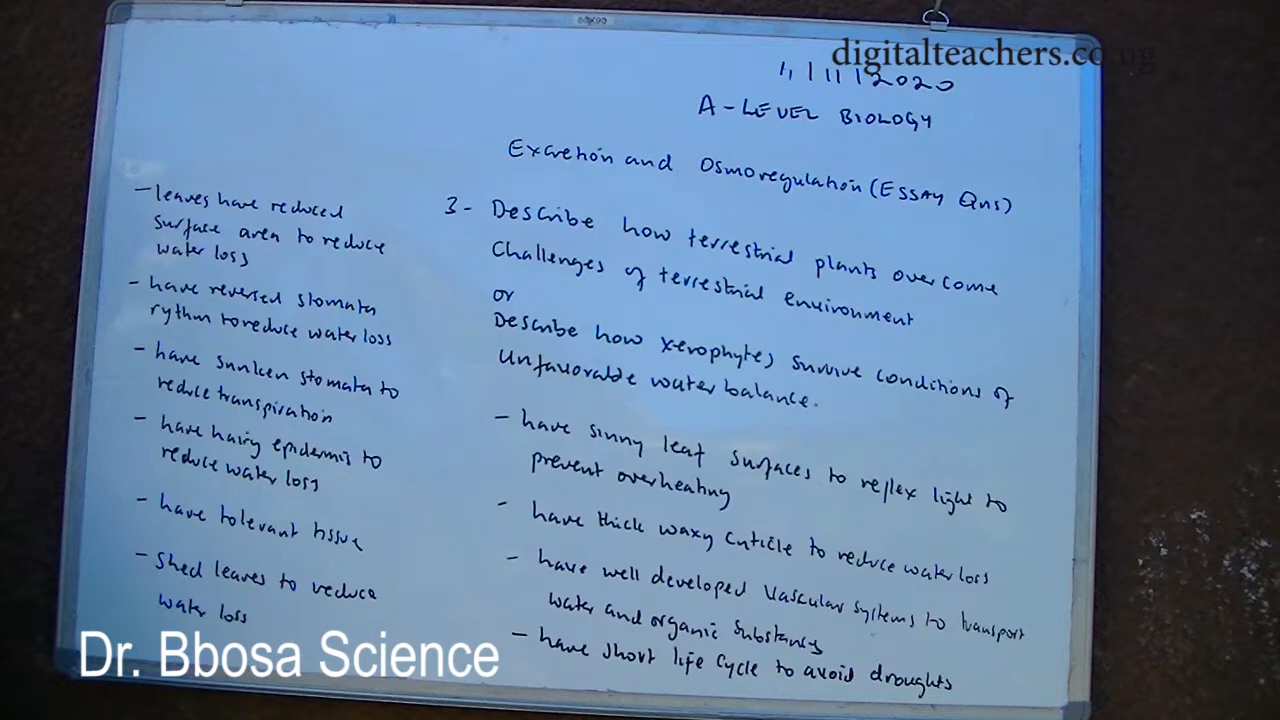 digitalteachers.co.ug
11/11/2020
A-LEVEL BIOLOGY
Excretion and Osmoregulation (ESSAY Qns)
3- Describe how terrestrial plants overcome
Challenges of terrestrial environment
or
Describe how xerophytes survive conditions of
unfavorable water balance.
- have sinny leaf surfaces to reflex light to
prevent overheating
- have thick waxy cuticle to reduce water loss
- have well developed vascular systems to transport
water and organic substances
- have short life cycle to avoid droughts
- leaves have reduced
surface area to reduce
water loss
- have reversed stomata
rythm to reduce water loss
- have sunken stomata to
reduce transpiration
- have hairy epidermis to
reduce water loss
- have tolerant tissue
- Shed leaves to reduce
water loss
Dr. Bbosa Science